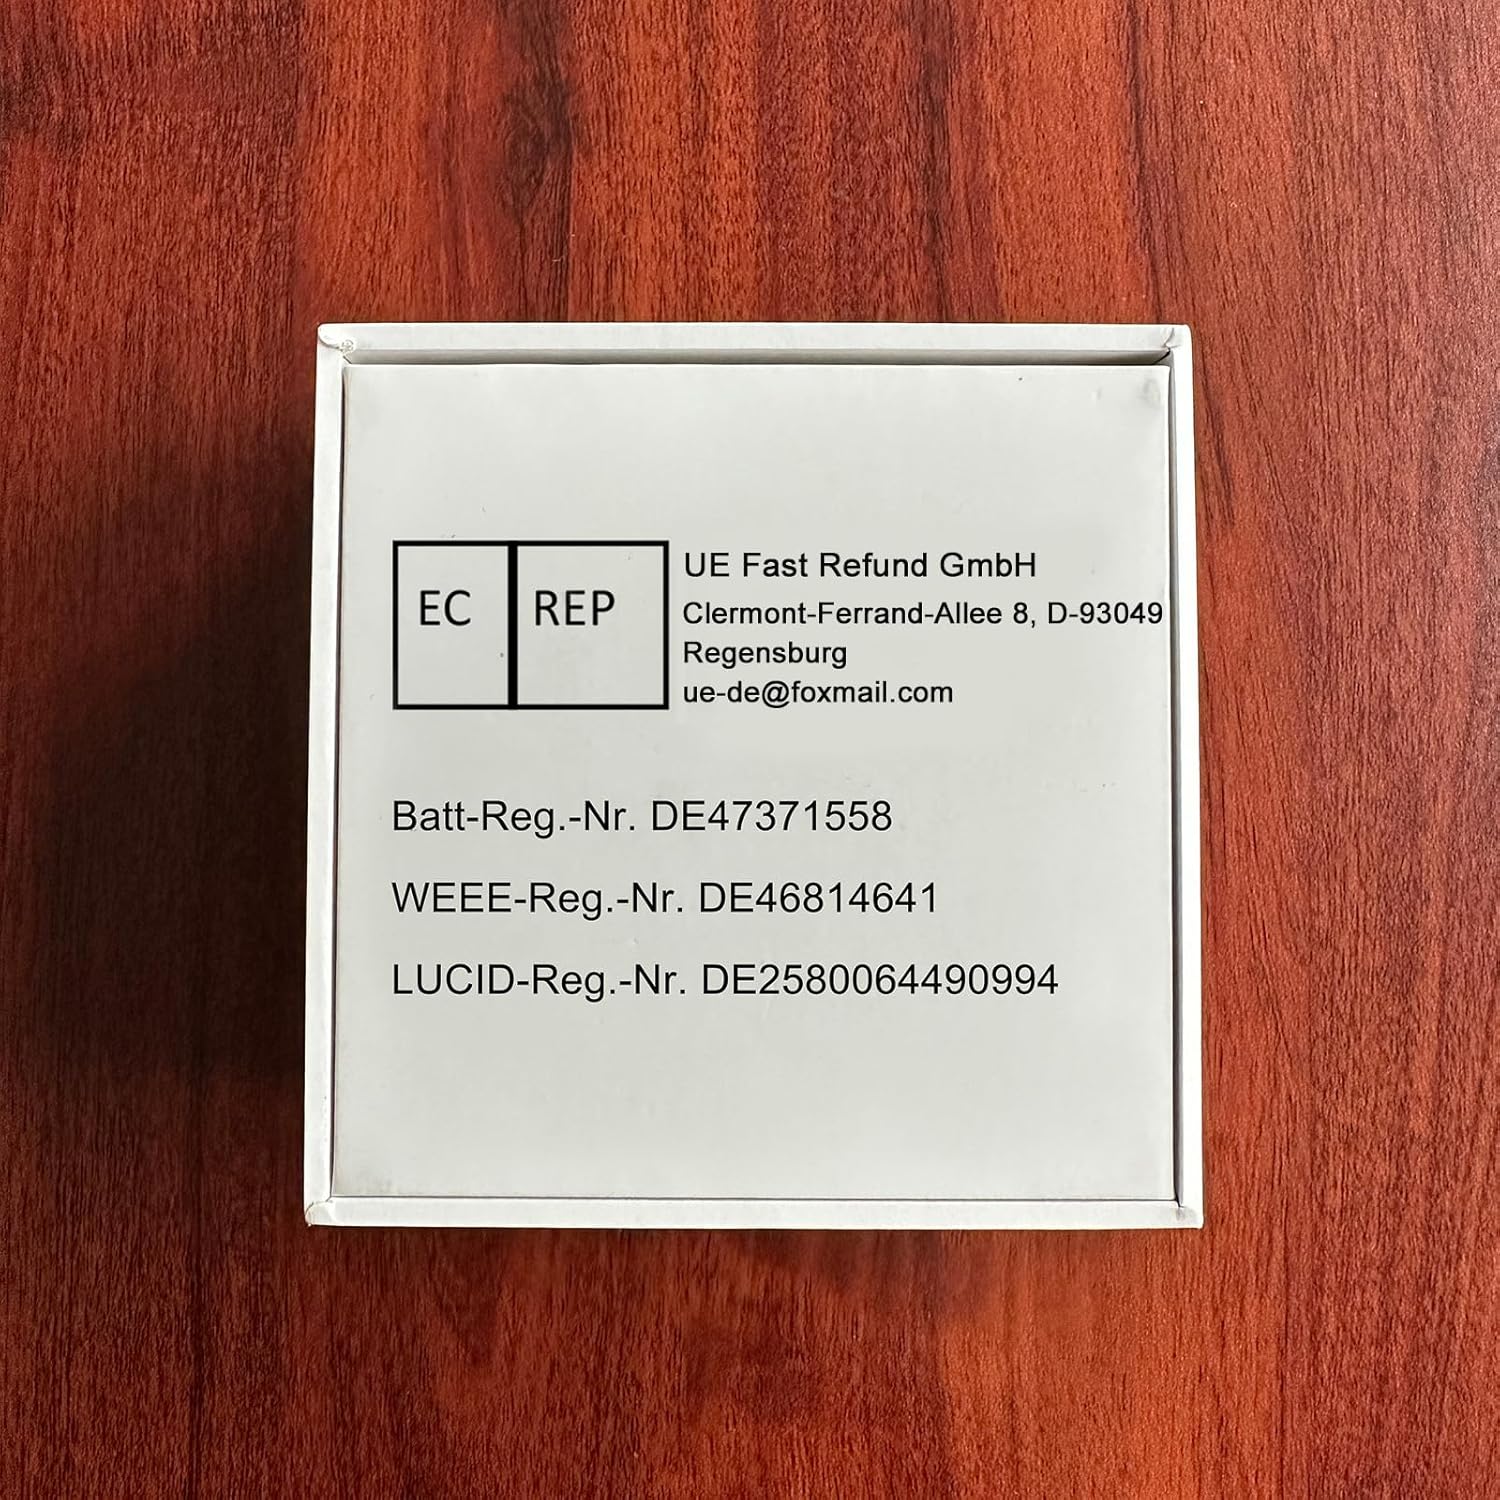 EC REP
UE Fast Refund GmbH
Clermont-Ferrand-Allee 8, D-93049
Regensburg
ue-de@foxmail.com
Batt-Reg.-Nr. DE47371558
WEEE-Reg.-Nr. DE46814641
LUCID-Reg.-Nr. DE2580064490994